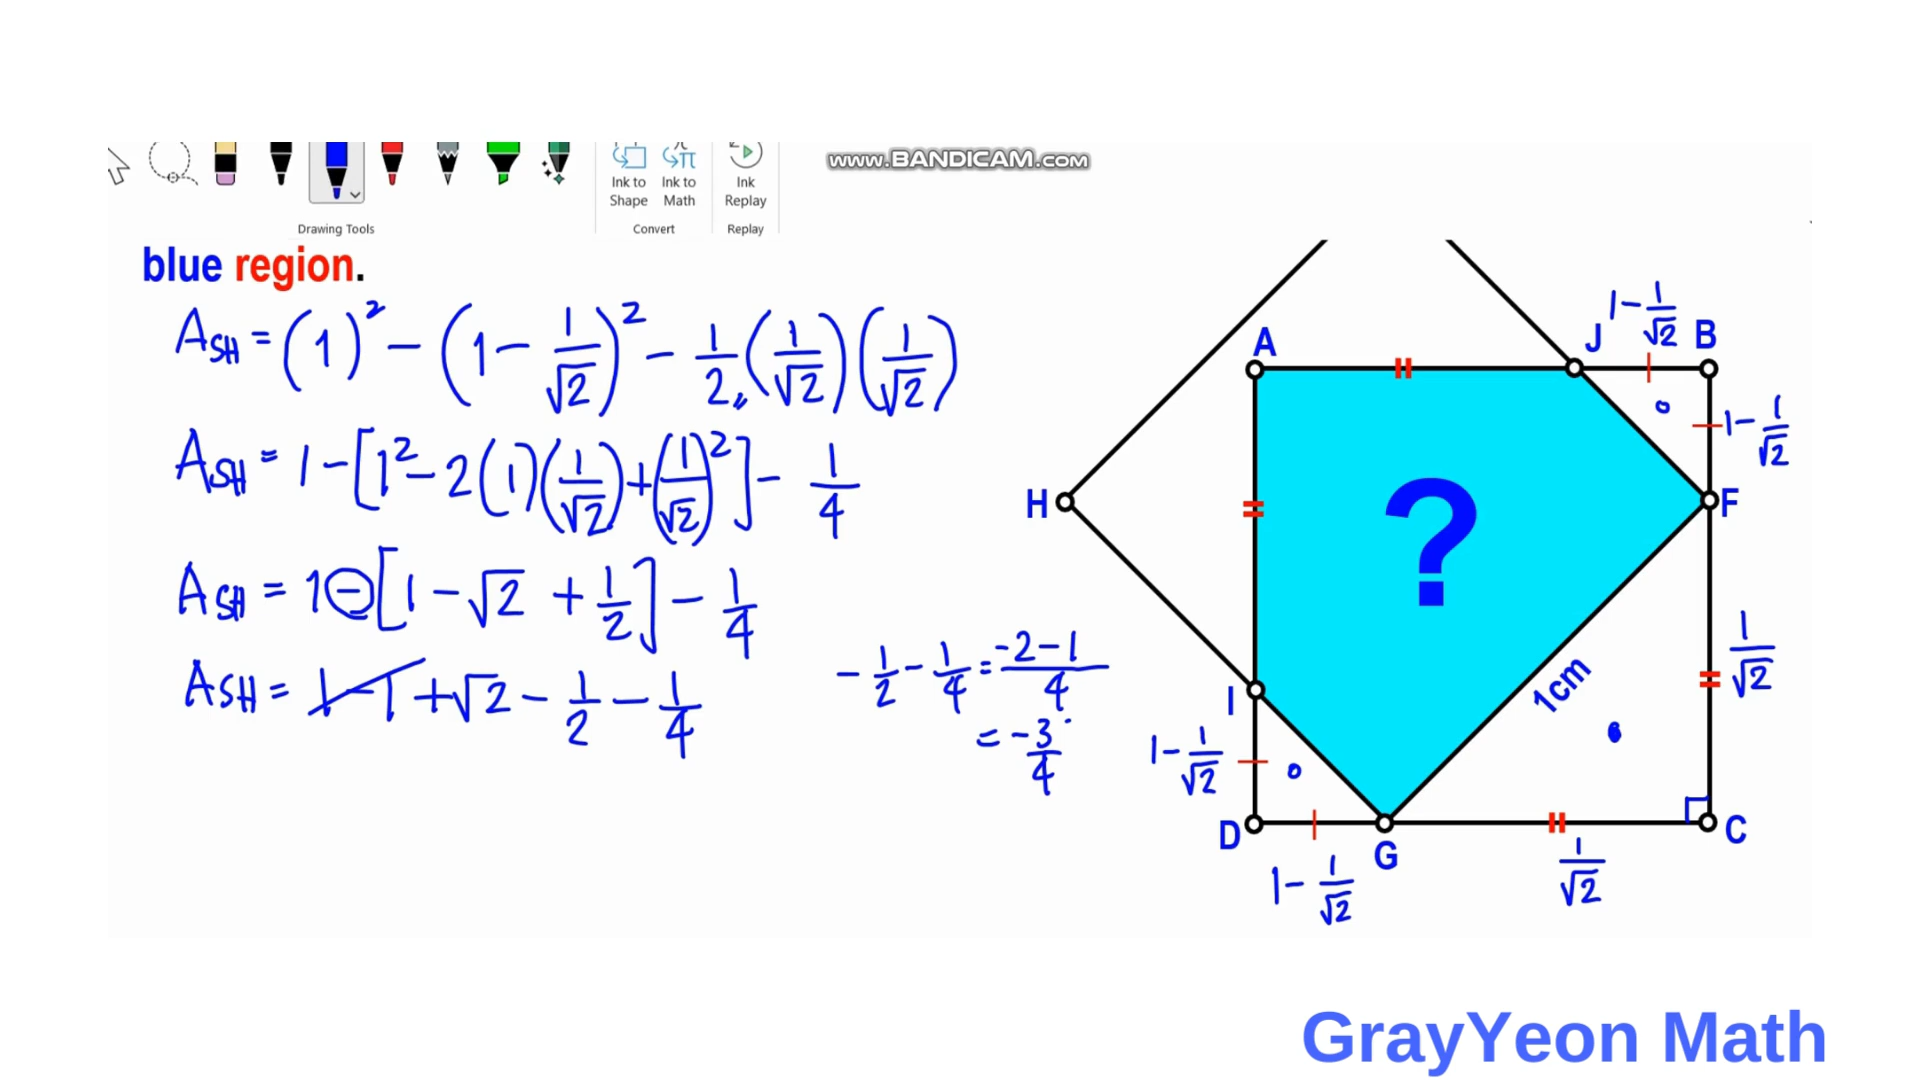 www.BANDICAM.com
Ink to Shape
Ink to Math
Ink Replay
Drawing Tools
Convert
Replay
blue region.
A_SH = (1)² − (1 − 1/√2)² − 1/2 (1/√2)(1/√2)
A_SH = 1 − [1² − 2(1)(1/√2) + (1/√2)²] − 1/4
A_SH = 1 − [1 − √2 + 1/2] − 1/4
A_SH = 1 − 1 + √2 − 1/2 − 1/4
− 1/2 − 1/4 = (−2 − 1)/4
= −3/4
1 − 1/√2
A
J
B
1 − 1/√2
H
?
F
1/√2
1cm
I
1 − 1/√2
D
G
C
1 − 1/√2
1/√2
GrayYeon Math